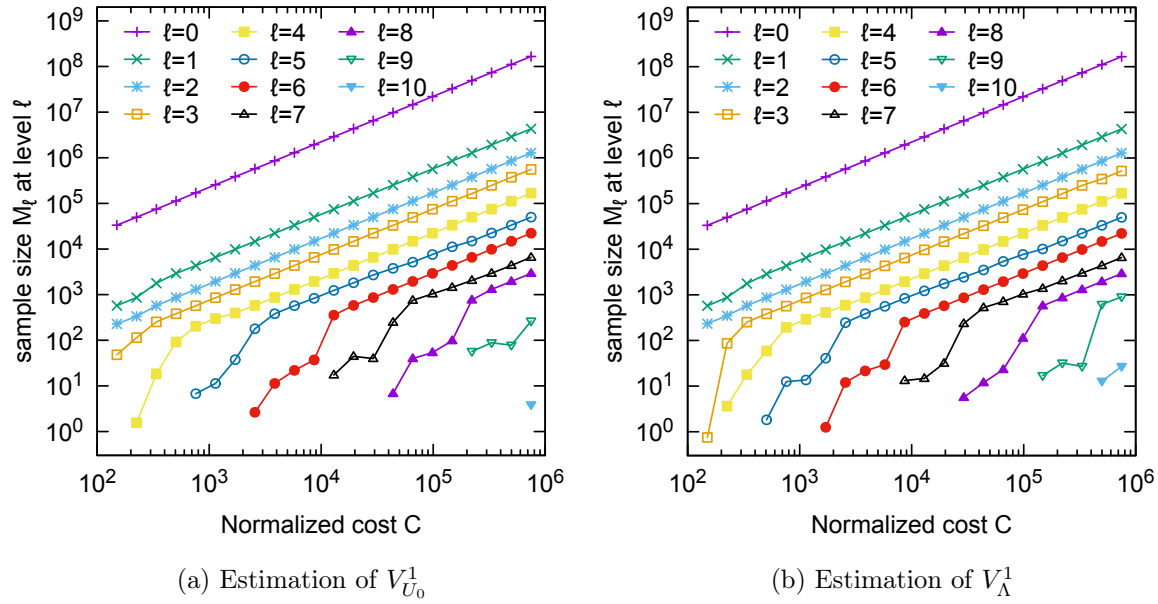 sample size M_ℓ at level ℓ
10^9
10^8
10^7
10^6
10^5
10^4
10^3
10^2
10^1
10^0
ℓ=0 ℓ=4 ℓ=8
ℓ=1 ℓ=5 ℓ=9
ℓ=2 ℓ=6 ℓ=10
ℓ=3 ℓ=7
10^2 10^3 10^4 10^5 10^6
Normalized cost C
(a) Estimation of V^1_{U_0}
sample size M_ℓ at level ℓ
10^9
10^8
10^7
10^6
10^5
10^4
10^3
10^2
10^1
10^0
ℓ=0 ℓ=4 ℓ=8
ℓ=1 ℓ=5 ℓ=9
ℓ=2 ℓ=6 ℓ=10
ℓ=3 ℓ=7
10^2 10^3 10^4 10^5 10^6
Normalized cost C
(b) Estimation of V^1_Λ